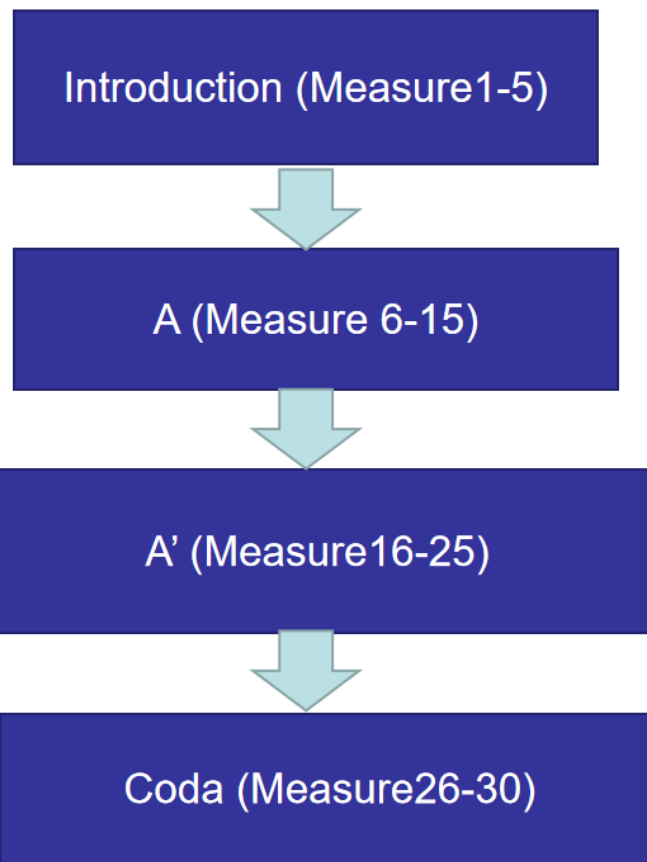 Introduction (Measure1-5)
A (Measure 6-15)
A’ (Measure16-25)
Coda (Measure26-30)